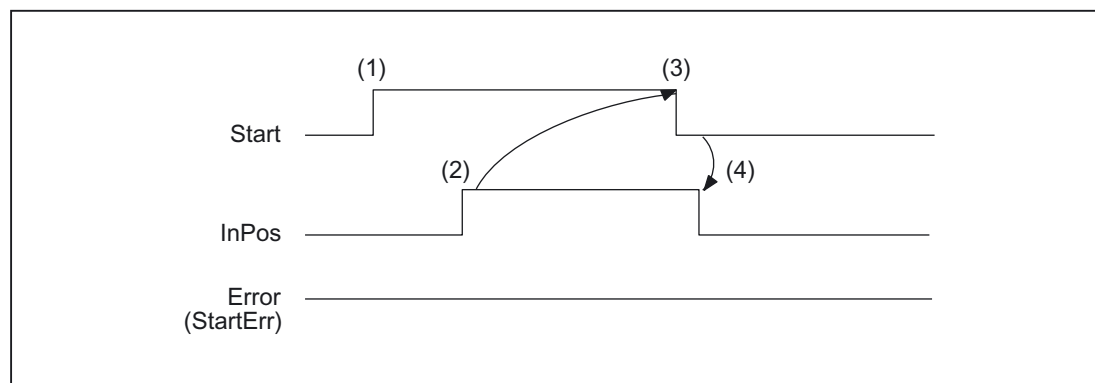 (1)
(3)
Start
(2)
(4)
InPos
Error
(StartErr)